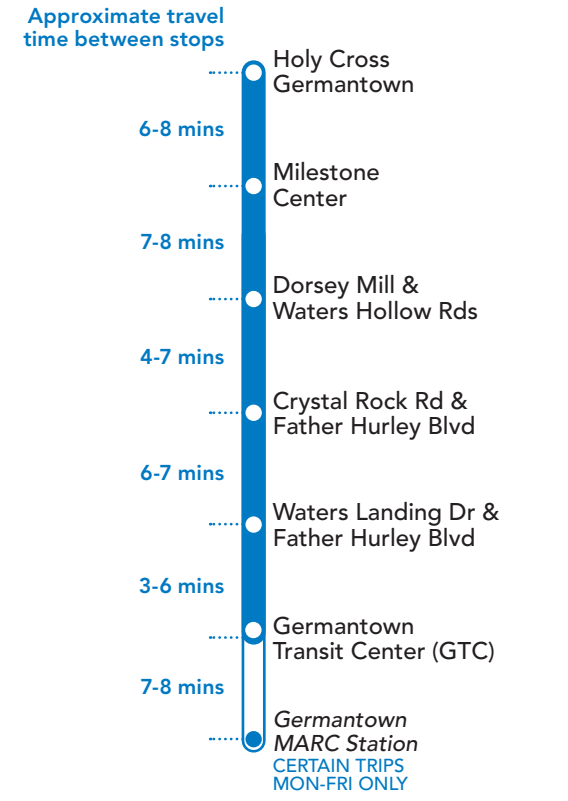 Approximate travel
time between stops
Holy Cross
Germantown
6-8 mins
Milestone
Center
7-8 mins
Dorsey Mill &
Waters Hollow Rds
4-7 mins
Crystal Rock Rd &
Father Hurley Blvd
6-7 mins
Waters Landing Dr &
Father Hurley Blvd
3-6 mins
Germantown
Transit Center (GTC)
7-8 mins
Germantown
MARC Station
CERTAIN TRIPS
MON-FRI ONLY